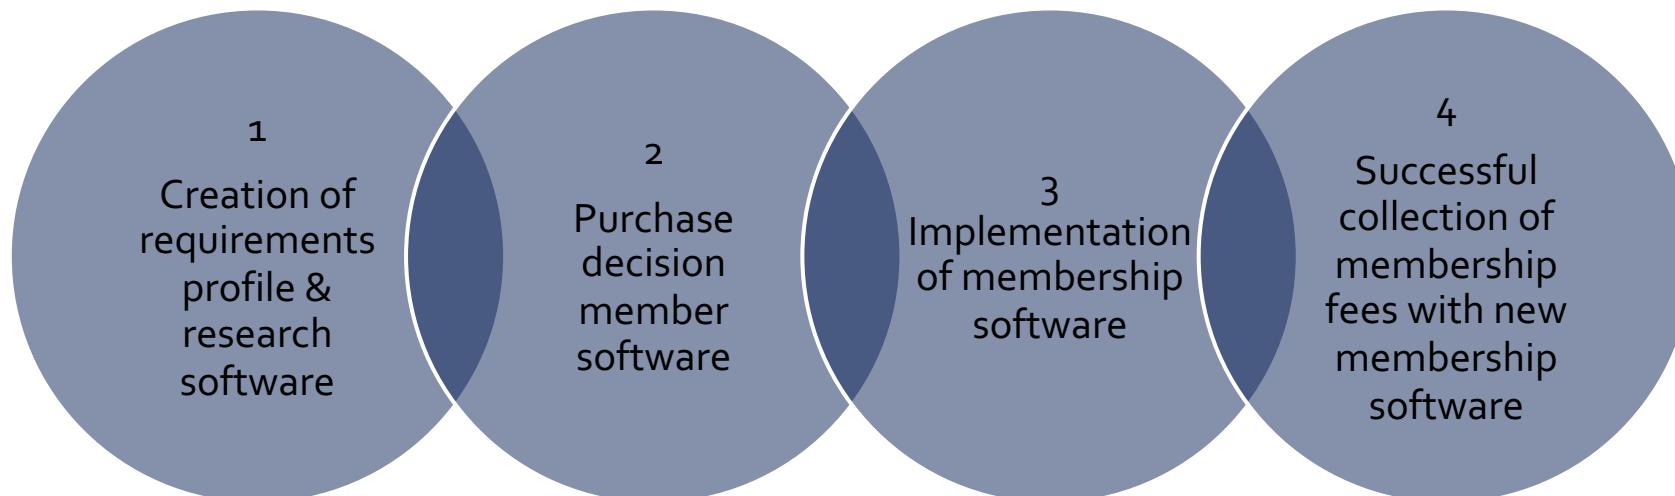 1
Creation of
requirements
profile &
research
software
2
Purchase
decision
member
software
3
Implementation
of membership
software
4
Successful
collection of
membership
fees with new
membership
software